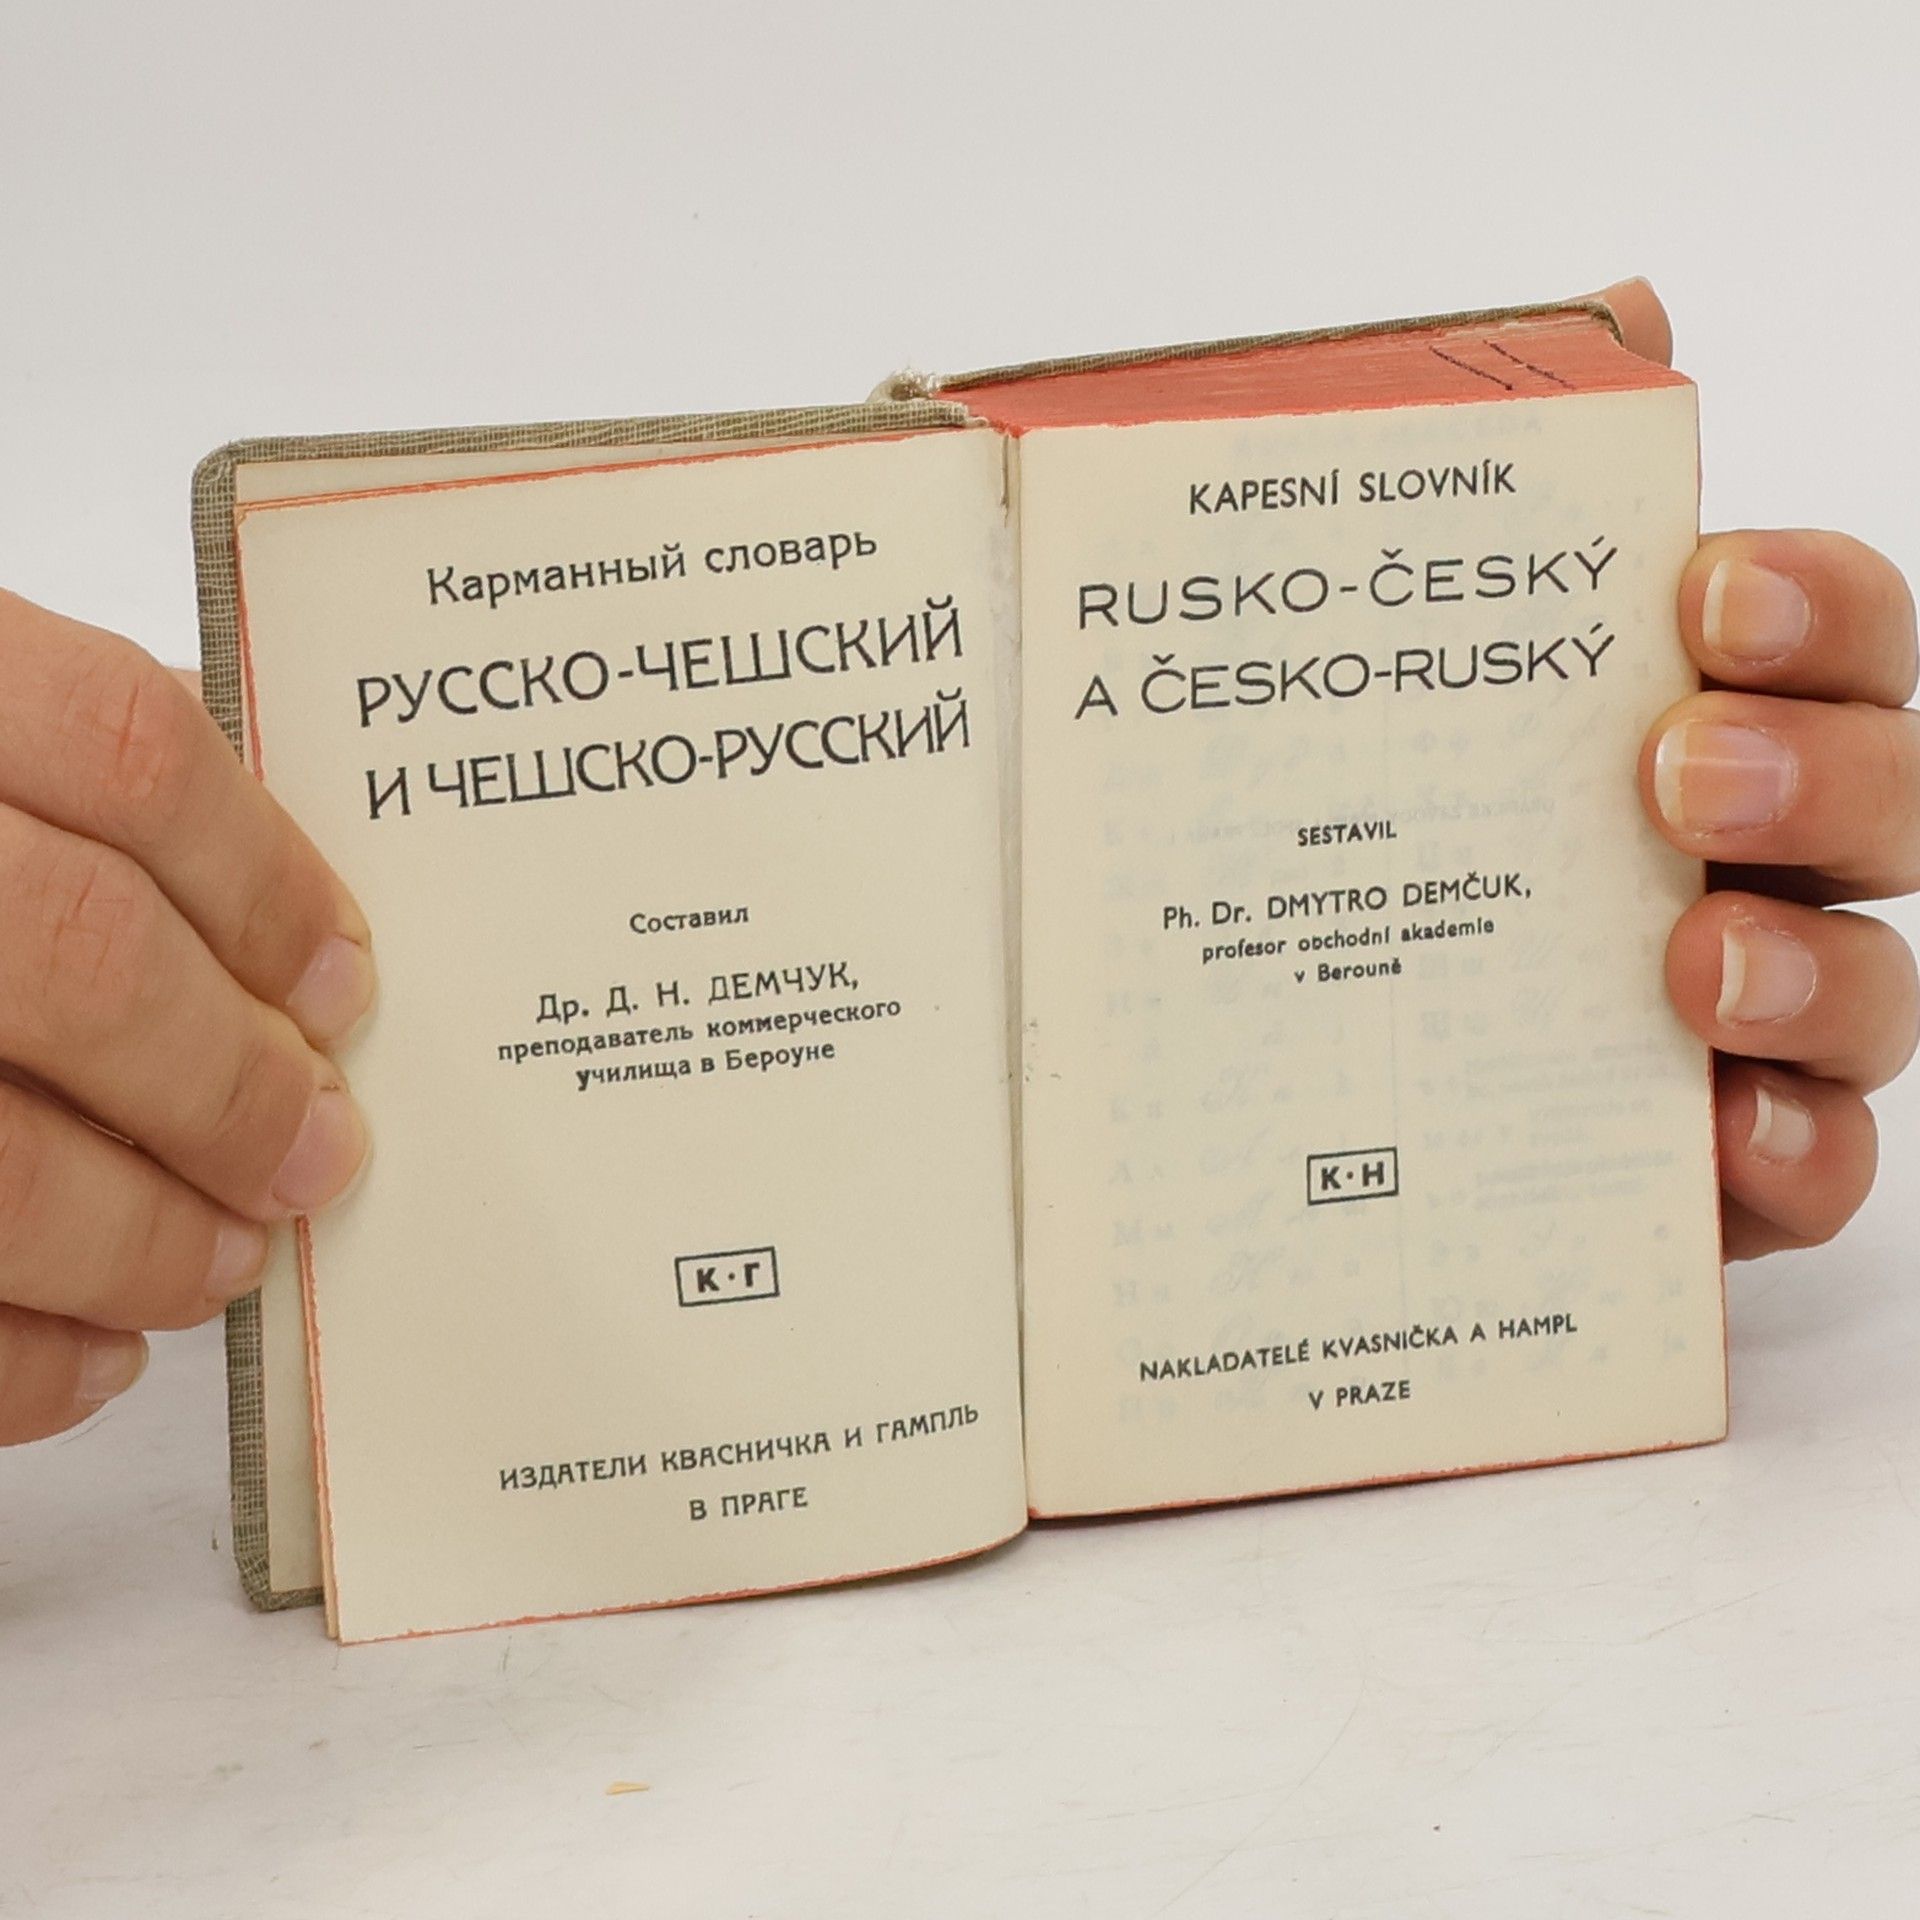 Карманный словарь
РУССКО-ЧЕШСКИЙ
И ЧЕШСКО-РУССКИЙ
Составил
Др. Д. Н. ДЕМЧУК,
преподаватель коммерческого
училища в Бероуне
К·Г
ИЗДАТЕЛИ КВАСНИЧКА И ГАМПЛЬ
В ПРАГЕ
KAPESNÍ SLOVNÍK
RUSKO-ČESKÝ
A ČESKO-RUSKÝ
SESTAVIL
Ph. Dr. DMYTRO DEMČUK,
profesor obchodní akademie
v Berouně
K·H
NAKLADATELÉ KVASNIČKA A HAMPL
V PRAZE